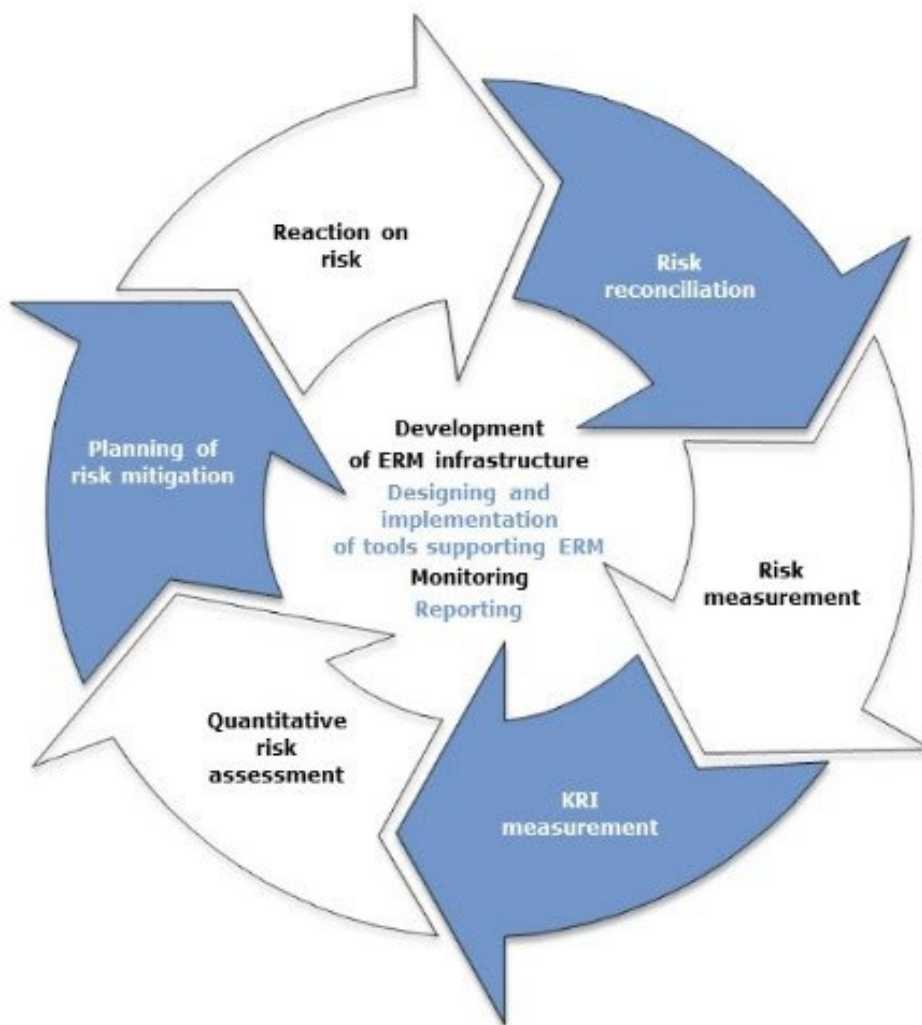 Reaction on
risk
Risk
reconciliation
Planning of
risk mitigation
Development
of ERM infrastructure
Designing and
implementation
of tools supporting ERM
Monitoring
Reporting
Risk
measurement
Quantitative
risk
assessment
KRI
measurement